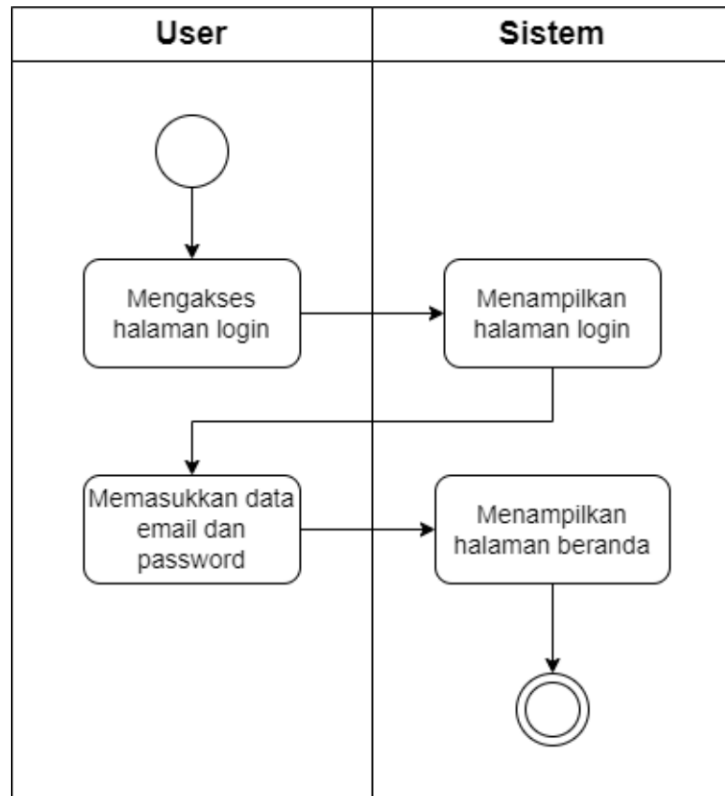 User
Sistem
Mengakses
halaman login
Menampilkan
halaman login
Memasukkan data
email dan
password
Menampilkan
halaman beranda